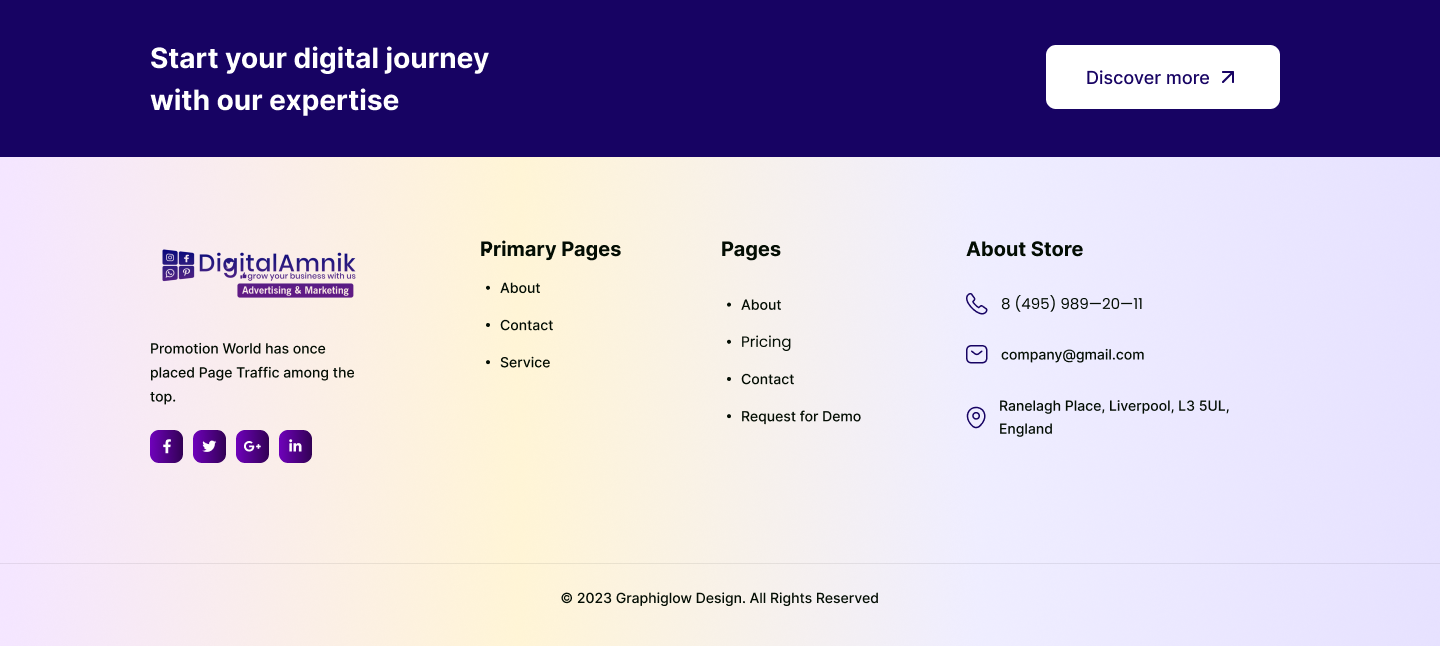 Start your digital journey
with our expertise
Discover more
DigitalAmnik
grow your business with us
Advertising & Marketing
Promotion World has once
placed Page Traffic among the
top.
Primary Pages
• About
• Contact
• Service
Pages
• About
• Pricing
• Contact
• Request for Demo
About Store
8 (495) 989—20—11
company@gmail.com
Ranelagh Place, Liverpool, L3 5UL,
England
© 2023 Graphiglow Design. All Rights Reserved